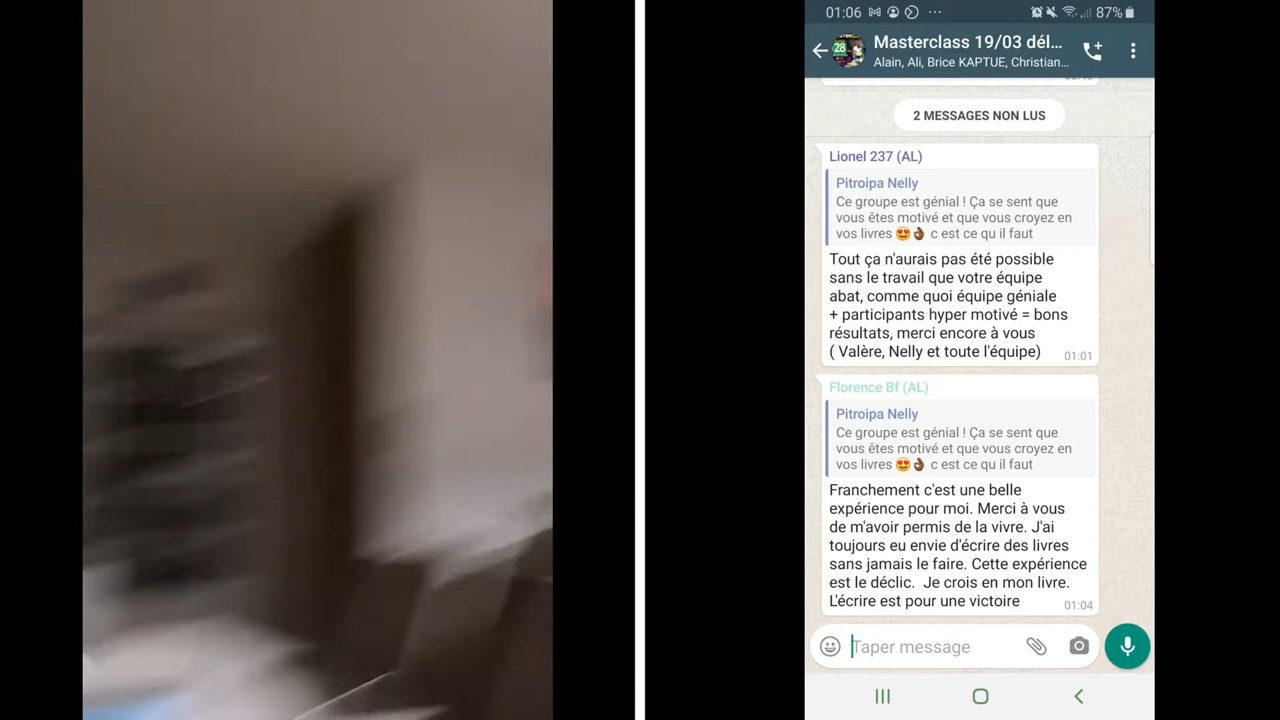 01:06
87%
Masterclass 19/03 dél...
Alain, Ali, Brice KAPTUE, Christian...
28
2 MESSAGES NON LUS
Lionel 237 (AL)
Pitroipa Nelly
Ce groupe est génial ! Ça se sent que
vous êtes motivé et que vous croyez en
vos livres 😍👌🏾 c est ce qu il faut
Tout ça n'aurais pas été possible
sans le travail que votre équipe
abat, comme quoi équipe géniale
+ participants hyper motivé = bons
résultats, merci encore à vous
( Valère, Nelly et toute l'équipe)
01:01
Florence Bf (AL)
Pitroipa Nelly
Ce groupe est génial ! Ça se sent que
vous êtes motivé et que vous croyez en
vos livres 😍👌🏾 c est ce qu il faut
Franchement c'est une belle
expérience pour moi. Merci à vous
de m'avoir permis de la vivre. J'ai
toujours eu envie d'écrire des livres
sans jamais le faire. Cette expérience
est le déclic.  Je crois en mon livre.
L'écrire est pour une victoire
01:04
Taper message